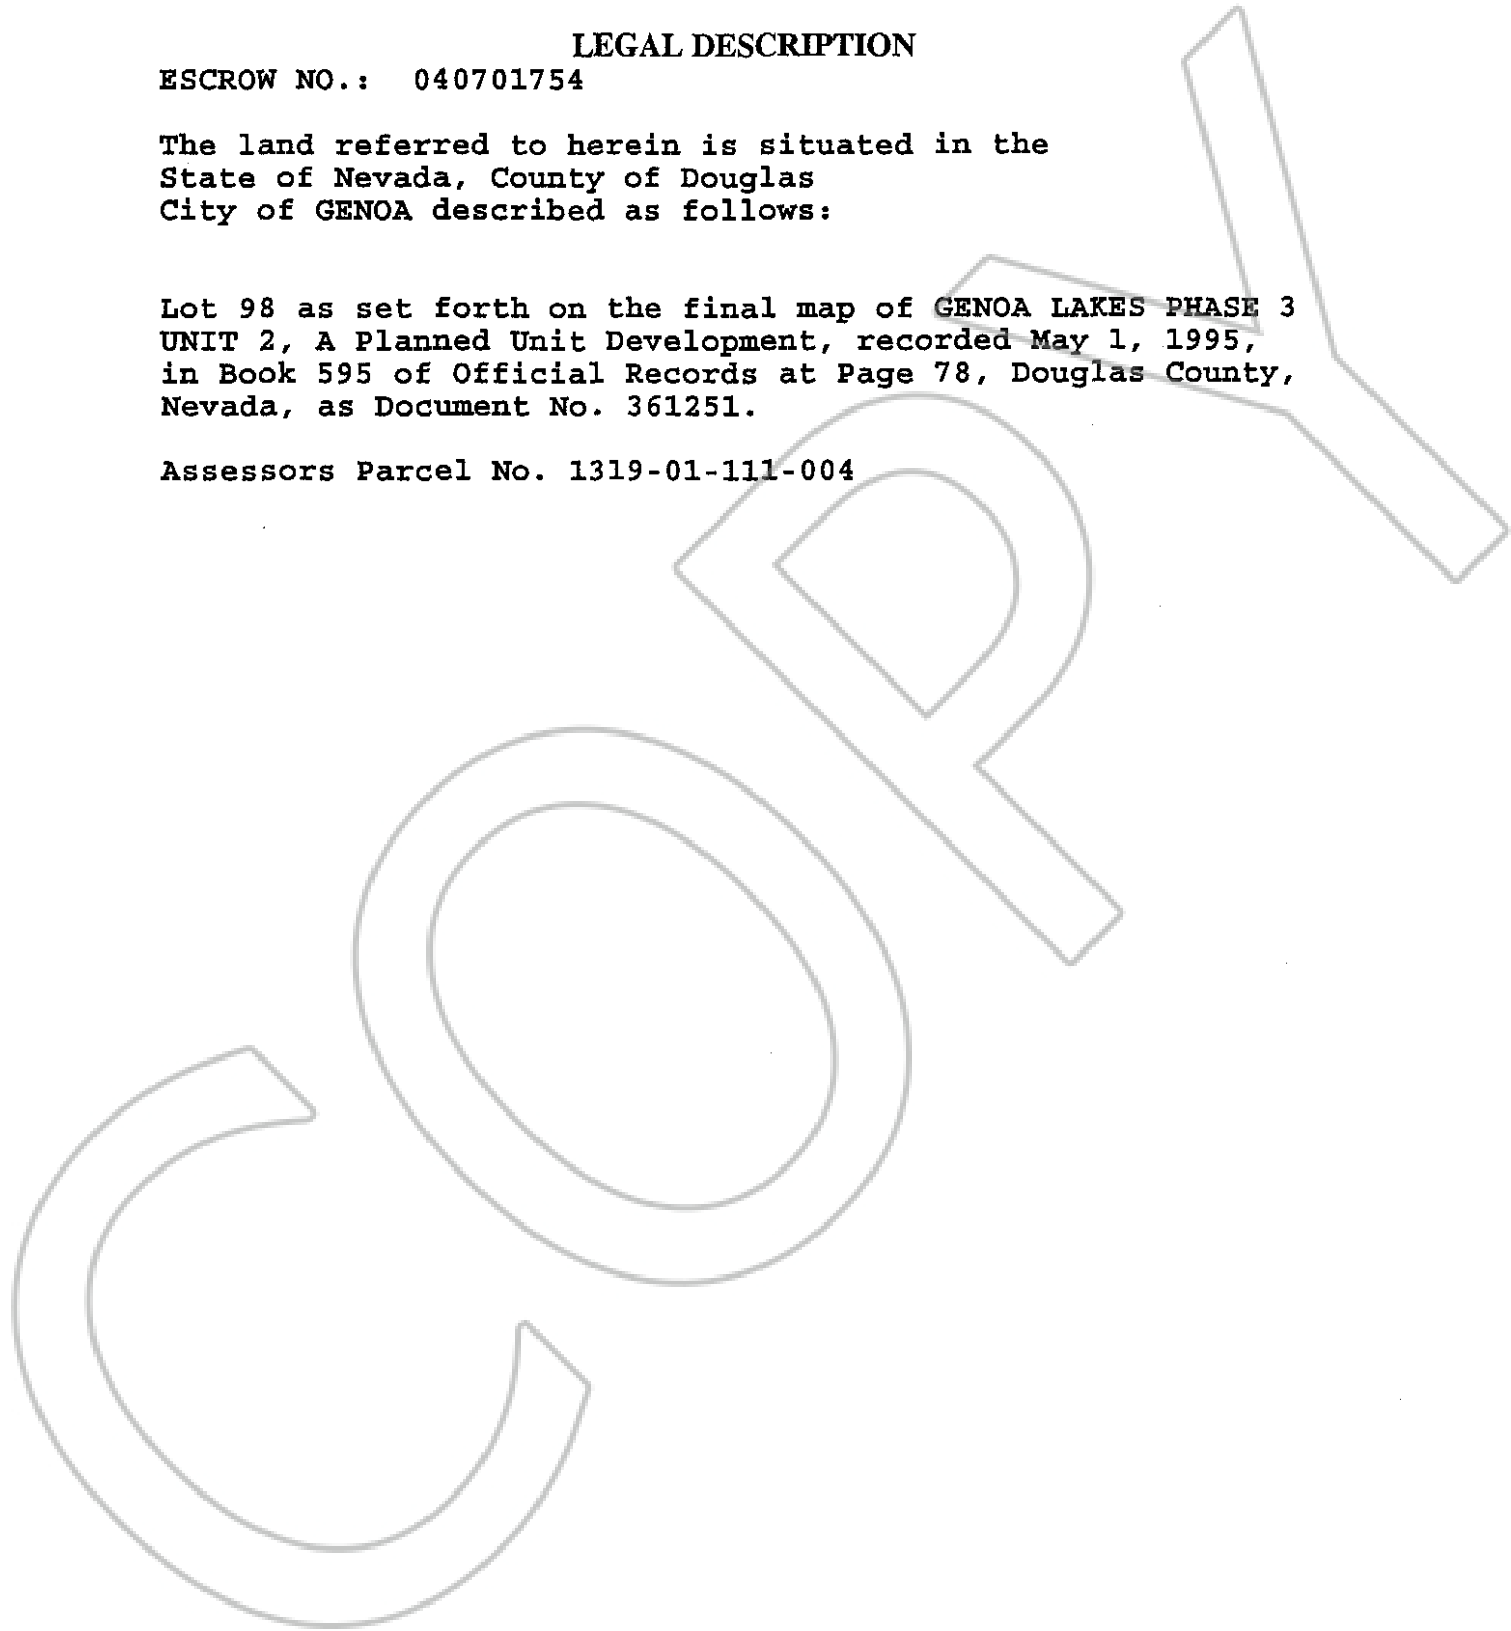 LEGAL DESCRIPTION
ESCROW NO.: 040701754
The land referred to herein is situated in the
State of Nevada, County of Douglas
City of GENOA described as follows:
Lot 98 as set forth on the final map of GENOA LAKES PHASE 3
UNIT 2, A Planned Unit Development, recorded May 1, 1995,
in Book 595 of Official Records at Page 78, Douglas County,
Nevada, as Document No. 361251.
Assessors Parcel No. 1319-01-111-004
COPY